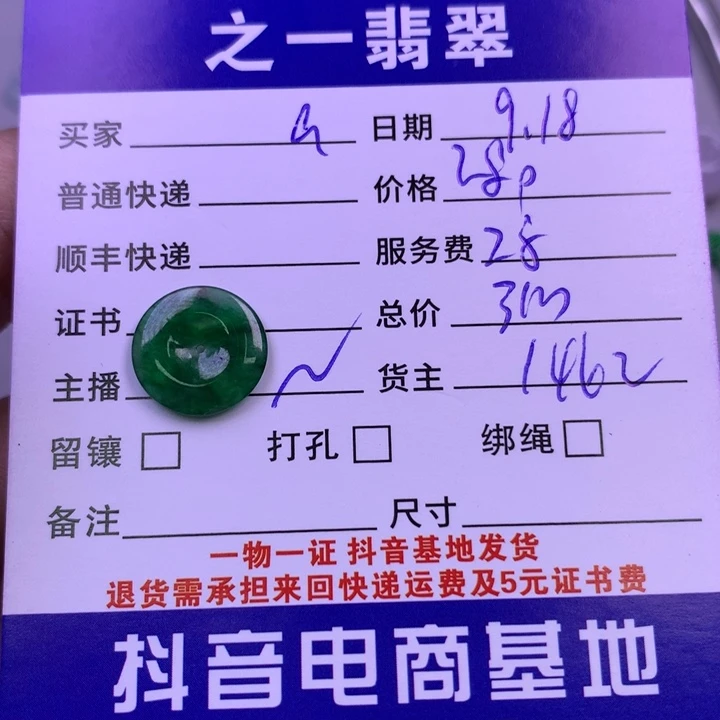 之一翡翠
买家 日期 9.18
普通快递 价格
顺丰快递 服务费
证书 总价
主播 货主 1462
留镶 打孔 绑绳
备注 尺寸
一物一证 抖音基地发货
退货需承担来回快递运费及5元证书费
抖音电商基地